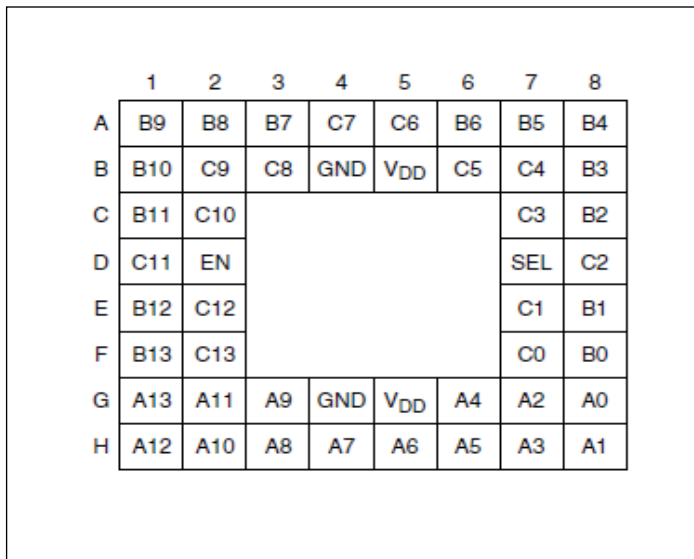 1 2 3 4 5 6 7 8
A B9 B8 B7 C7 C6 B6 B5 B4
B B10 C9 C8 GND VDD C5 C4 B3
C B11 C10 C3 B2
D C11 EN SEL C2
E B12 C12 C1 B1
F B13 C13 C0 B0
G A13 A11 A9 GND VDD A4 A2 A0
H A12 A10 A8 A7 A6 A5 A3 A1